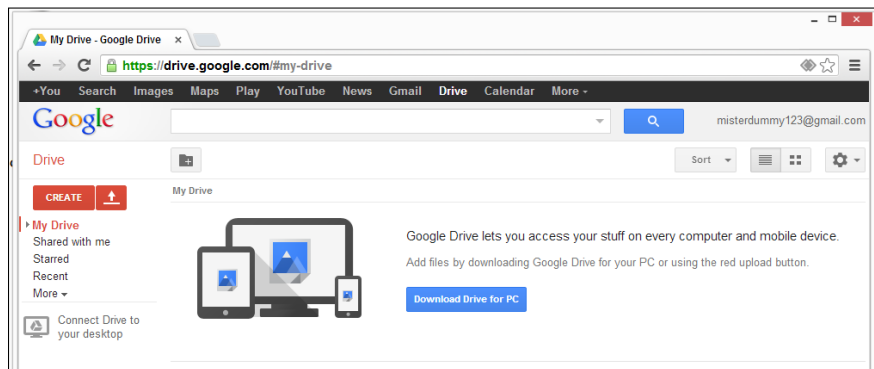 My Drive - Google Drive ×
https://drive.google.com/#my-drive
+You Search Images Maps Play YouTube News Gmail Drive Calendar More
Google misterdummy123@gmail.com
Drive Sort
CREATE My Drive
My Drive
Shared with me
Starred
Recent
More
Connect Drive to
your desktop
Google Drive lets you access your stuff on every computer and mobile device.
Add files by downloading Google Drive for your PC or using the red upload button.
Download Drive for PC